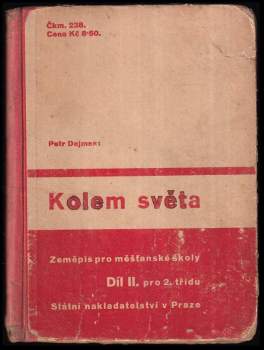 Čkm. 238.
Cena Kč 8·50.
Petr Dejmek
Kolem světa
Zeměpis pro měšťanské školy
Díl II. pro 2. třídu
Státní nakladatelství v Praze